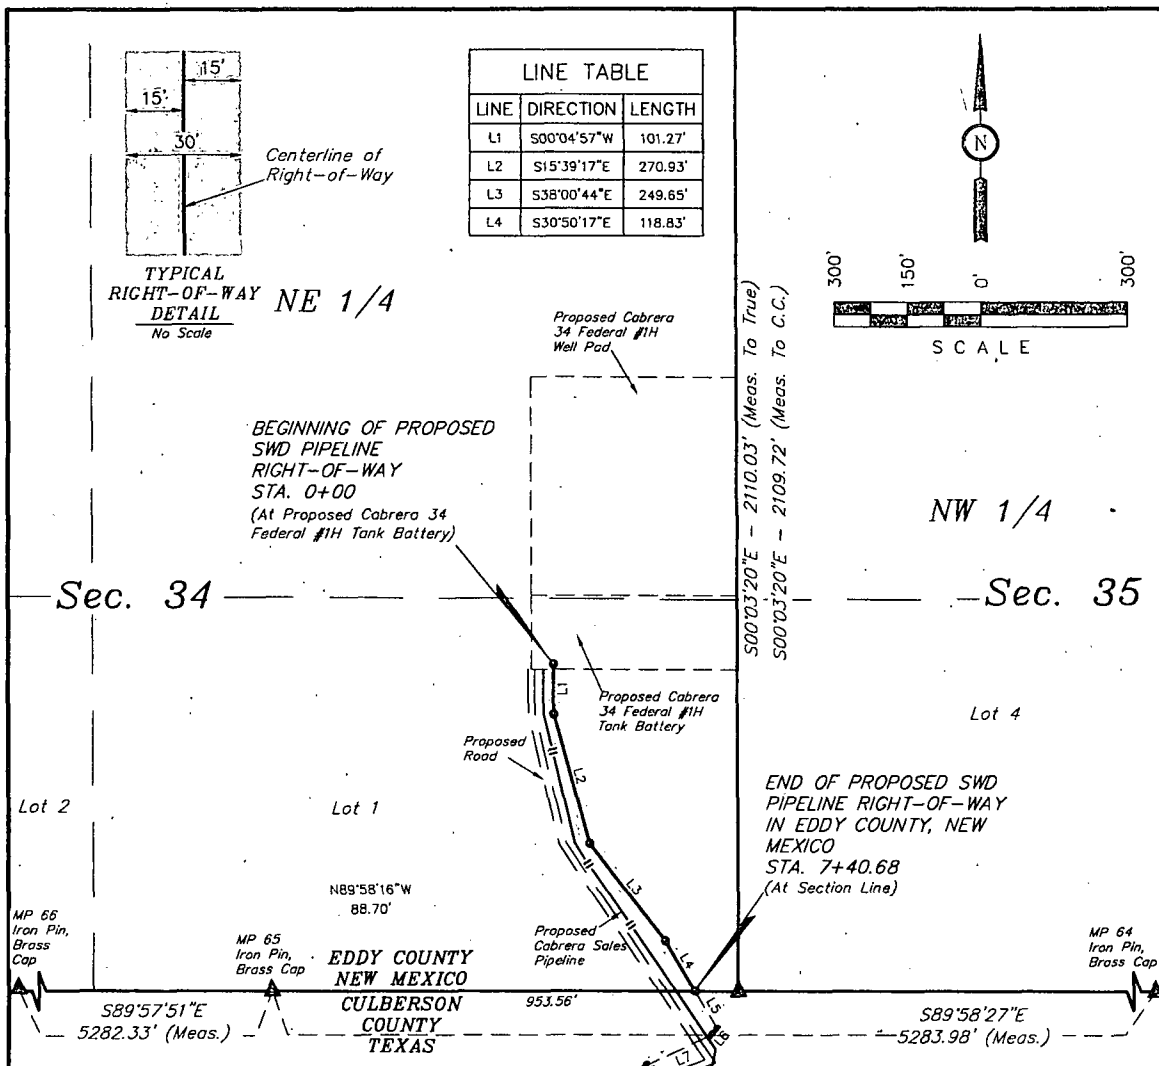 15'
15'
30'
Centerline of
Right-of-Way
TYPICAL
RIGHT-OF-WAY
DETAIL
No Scale
NE 1/4
LINE TABLE
LINE DIRECTION LENGTH
L1 S00°04'57"W 101.27'
L2 S15°39'17"E 270.93'
L3 S38°00'44"E 249.65'
L4 S30°50'17"E 118.83'
N
300' 150' 0' 300'
SCALE
Proposed Cabrera
34 Federal #1H
Well Pad
S00°03'20"E - 2110.03' (Meas. To True)
S00°03'20"E - 2109.72' (Meas. To C.C.)
BEGINNING OF PROPOSED
SWD PIPELINE
RIGHT-OF-WAY
STA. 0+00
(At Proposed Cabrera 34
Federal #1H Tank Battery)
NW 1/4
Sec. 34
Sec. 35
L1
Proposed Cabrera
34 Federal #1H
Tank Battery
Lot 4
Proposed
Road
L2
END OF PROPOSED SWD
PIPELINE RIGHT-OF-WAY
IN EDDY COUNTY, NEW
MEXICO
STA. 7+40.68
(At Section Line)
Lot 2
Lot 1
L3
N89°58'16"W
88.70'
MP 66
Iron Pin,
Brass
Cap
MP 65
Iron Pin,
Brass Cap
EDDY COUNTY
NEW MEXICO
Proposed
Cabrera Sales
Pipeline
L4
MP 64
Iron Pin,
Brass Cap
CULBERSON
COUNTY
TEXAS
953.56'
L5
L6
L7
S89°57'51"E
5282.33' (Meas.)
S89°58'27"E
5283.98' (Meas.)